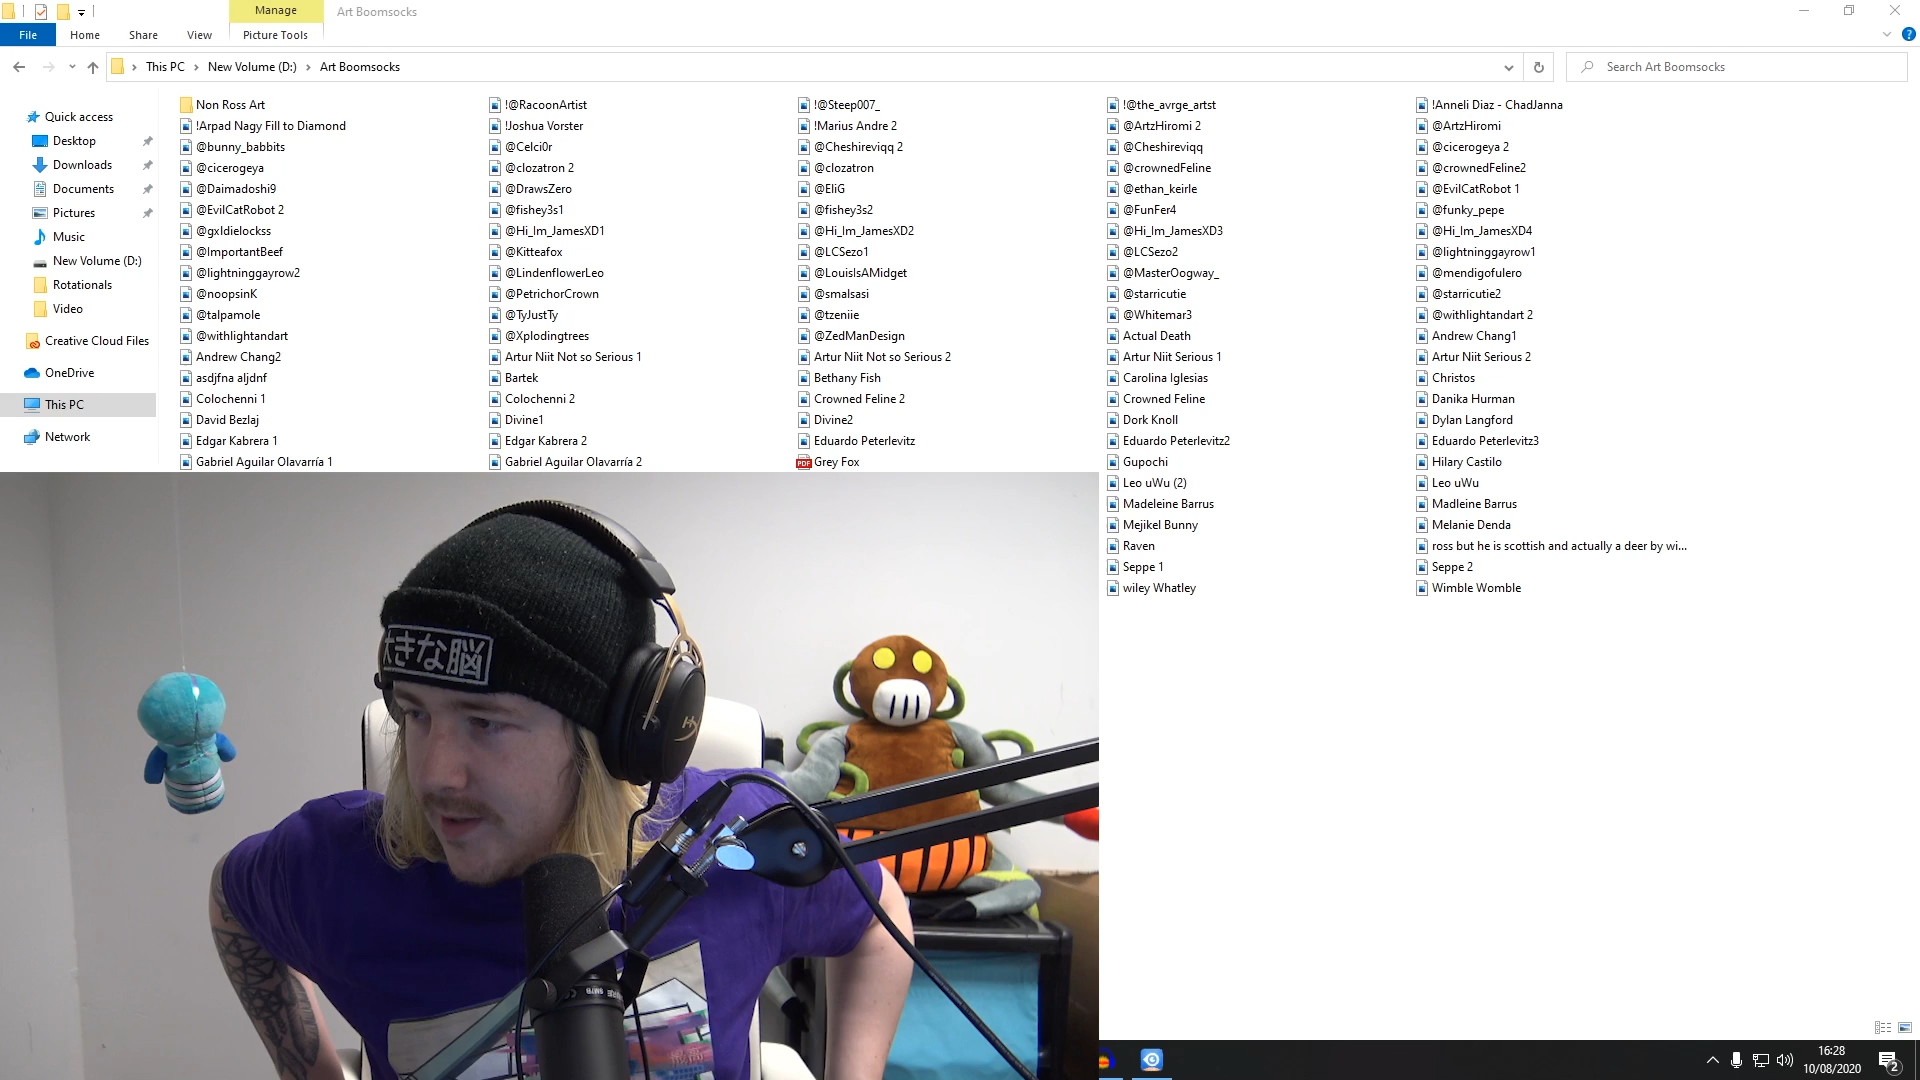 Manage
Art Boomsocks
File
Home
Share
View
Picture Tools
This PC
New Volume (D:)
Art Boomsocks
Search Art Boomsocks
Quick access
Desktop
Downloads
Documents
Pictures
Music
New Volume (D:)
Rotationals
Video
Creative Cloud Files
OneDrive
This PC
Network
Non Ross Art
!@RacoonArtist
!@Steep007_
!@the_avrge_artst
!Anneli Diaz - ChadJanna
!Arpad Nagy Fill to Diamond
!Joshua Vorster
!Marius Andre 2
@ArtzHiromi 2
@ArtzHiromi
@bunny_babbits
@Celci0r
@Cheshireviqq 2
@Cheshireviqq
@cicerogeya 2
@cicerogeya
@clozatron 2
@clozatron
@crownedFeline
@crownedFeline2
@Daimadoshi9
@DrawsZero
@EliG
@ethan_keirle
@EvilCatRobot 1
@EvilCatRobot 2
@fishey3s1
@fishey3s2
@FunFer4
@funky_pepe
@gxIdielockss
@Hi_Im_JamesXD1
@Hi_Im_JamesXD2
@Hi_Im_JamesXD3
@Hi_Im_JamesXD4
@ImportantBeef
@Kitteafox
@LCSezo1
@LCSezo2
@lightninggayrow1
@lightninggayrow2
@LindenflowerLeo
@LouisIsAMidget
@MasterOogway_
@mendigofulero
@noopsinK
@PetrichorCrown
@smalsasi
@starricutie
@starricutie2
@talpamole
@TyJustTy
@tzeniie
@Whitemar3
@withlightandart 2
@withlightandart
@Xplodingtrees
@ZedManDesign
Actual Death
Andrew Chang1
Andrew Chang2
Artur Niit Not so Serious 1
Artur Niit Not so Serious 2
Artur Niit Serious 1
Artur Niit Serious 2
asdjfna aljdnf
Bartek
Bethany Fish
Carolina Iglesias
Christos
Colochenni 1
Colochenni 2
Crowned Feline 2
Crowned Feline
Danika Hurman
David Bezlaj
Divine1
Divine2
Dork Knoll
Dylan Langford
Edgar Kabrera 1
Edgar Kabrera 2
Eduardo Peterlevitz
Eduardo Peterlevitz2
Eduardo Peterlevitz3
Gabriel Aguilar Olavarría 1
Gabriel Aguilar Olavarría 2
PDF
Grey Fox
Gupochi
Hilary Castilo
Leo uWu (2)
Leo uWu
Madeleine Barrus
Madleine Barrus
Mejikel Bunny
Melanie Denda
Raven
ross but he is scottish and actually a deer by wi...
Seppe 1
Seppe 2
wiley Whatley
Wimble Womble
大きな脳
16:28
10/08/2020
2